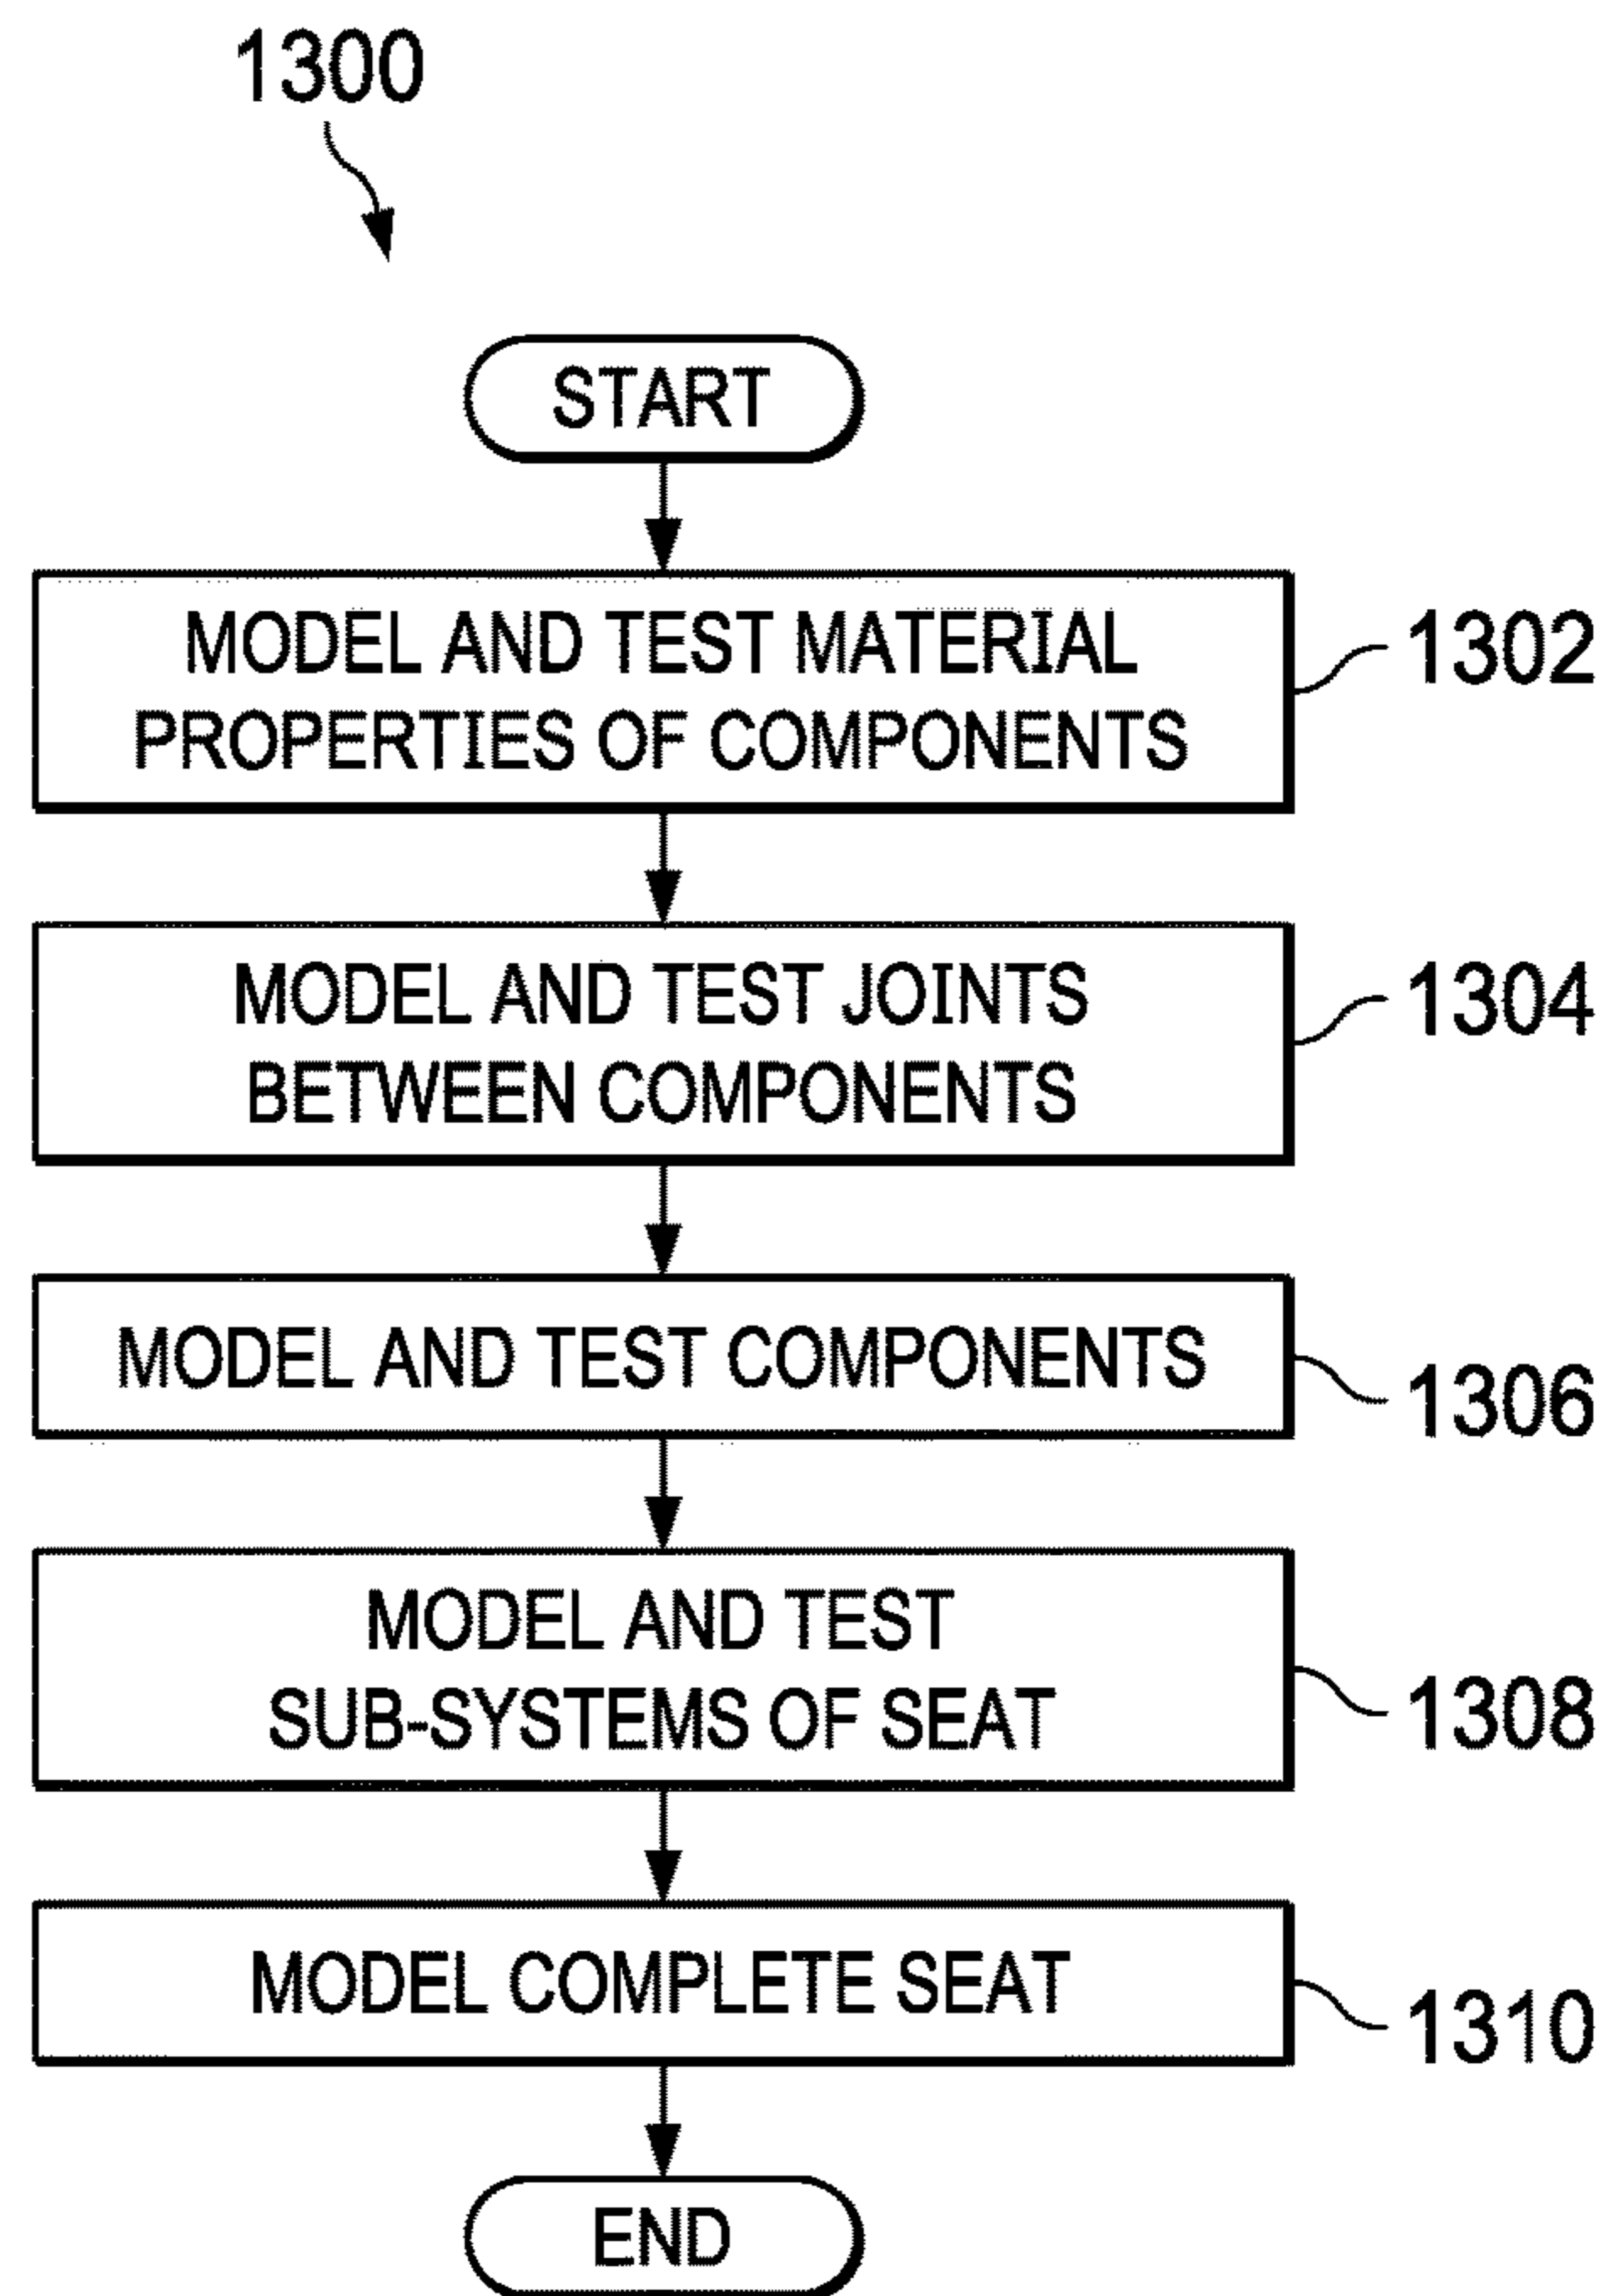 1300
START
MODEL AND TEST MATERIAL
PROPERTIES OF COMPONENTS
1302
MODEL AND TEST JOINTS
BETWEEN COMPONENTS
1304
MODEL AND TEST COMPONENTS
1306
MODEL AND TEST
SUB-SYSTEMS OF SEAT
1308
MODEL COMPLETE SEAT
1310
END